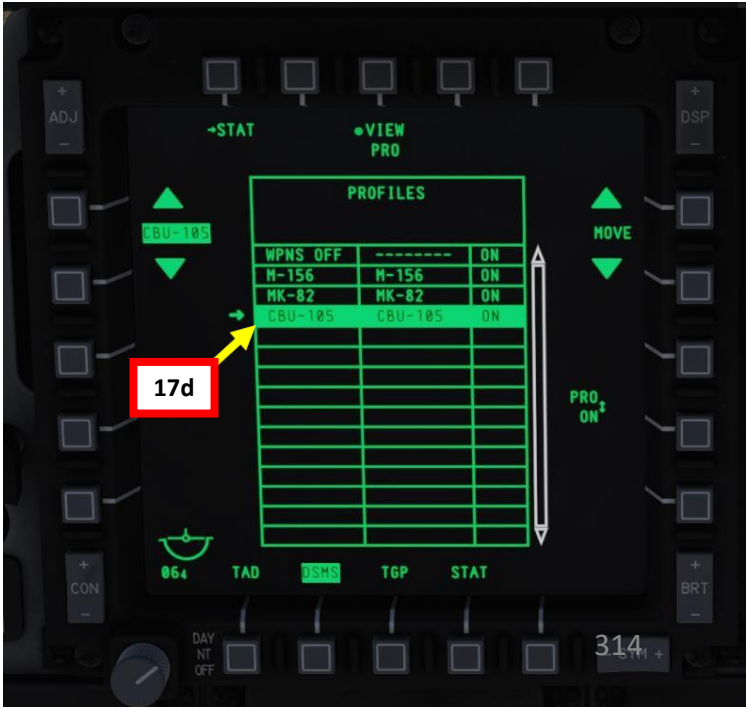 +
ADJ
-
+
DSP
-
→STAT
●VIEW
PRO
PROFILES
CBU-105
MOVE
WPNS OFF -------- ON
M-156 M-156 ON
MK-82 MK-82 ON
→ CBU-105 CBU-105 ON
17d
PRO↕
ON
064 TAD DSMS TGP STAT
+
CON
-
+
BRT
-
DAY
NT
OFF
314
+